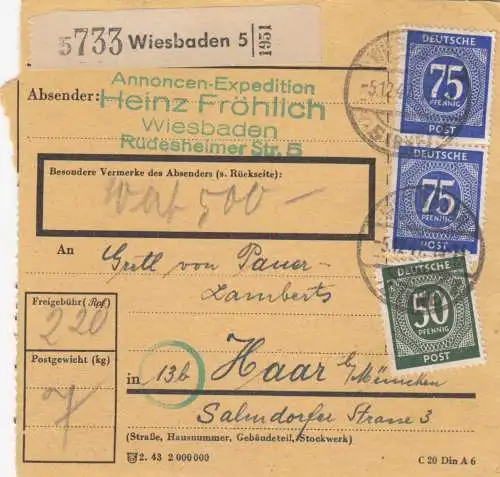 5733 Wiesbaden 5
1951
Absender:
Annoncen-Expedition
Heinz Fröhlich
Wiesbaden
Rüdesheimer Str. 5
Besondere Vermerke des Absenders (s. Rückseite):
Wert 500 —
An
Gretl von Pauer-
Lamberts
Freigebühr (Rpf)
220
Postgewicht (kg)
7
in 13b Haar b/München
Salmdorfer Strasse 3
(Straße, Hausnummer, Gebäudeteil, Stockwerk)
2. 43 2 000 000
C 20 Din A 6
DEUTSCHE
75
PFENNIG
POST
DEUTSCHE
75
PFENNIG
POST
DEUTSCHE
50
PFENNIG
POST